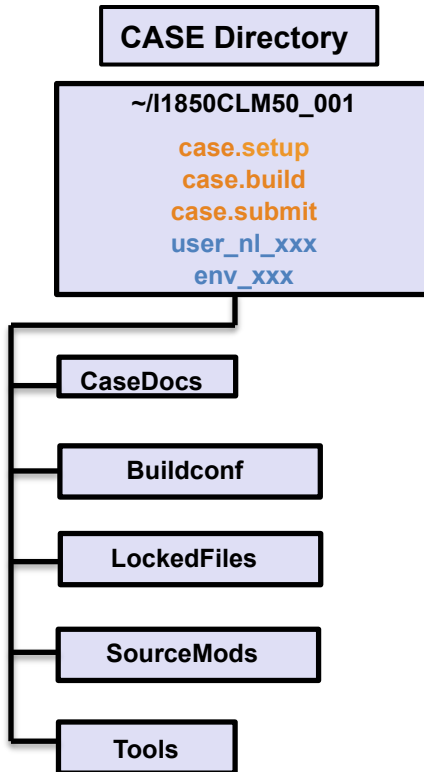 CASE Directory
~/I1850CLM50_001
case.setup
case.build
case.submit
user_nl_xxx
env_xxx
CaseDocs
Buildconf
LockedFiles
SourceMods
Tools